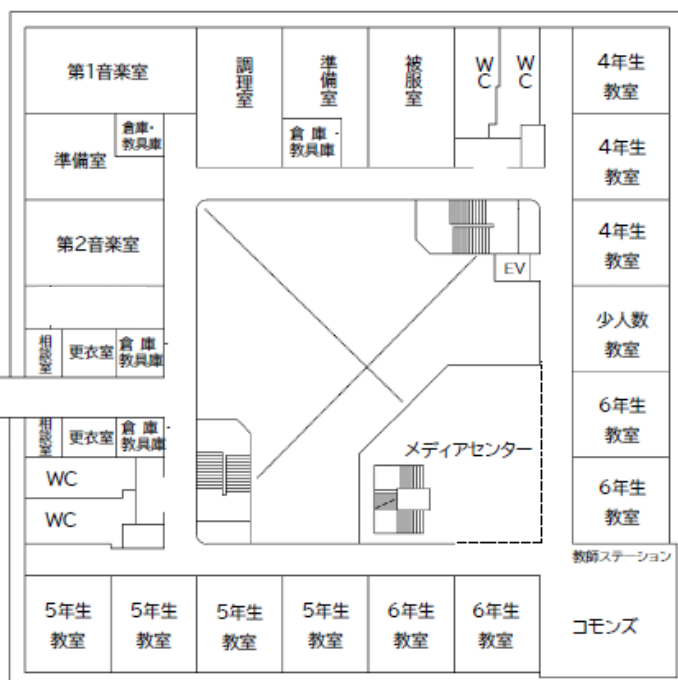 第1音楽室
調理室
準備室
被服室
WC
WC
4年生
教室
倉庫・
教具庫
倉庫・
教具庫
準備室
4年生
教室
第2音楽室
4年生
教室
EV
少人数
教室
相談室
更衣室
倉庫・
教具庫
6年生
教室
相談室
更衣室
倉庫・
教具庫
メディアセンター
WC
WC
6年生
教室
教師ステーション
コモンズ
5年生
教室
5年生
教室
5年生
教室
5年生
教室
6年生
教室
6年生
教室